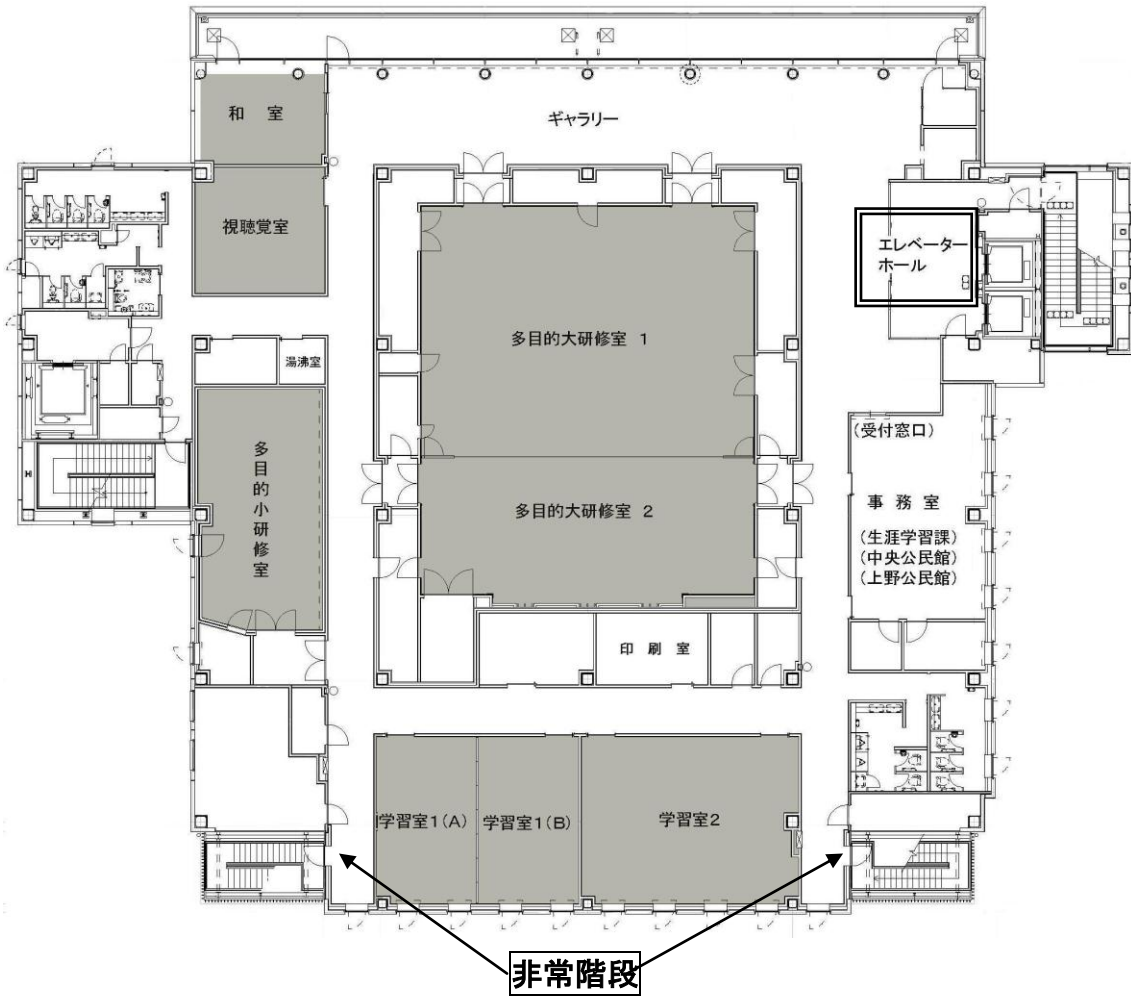 和 室
ギャラリー
視聴覚室
エレベーター
ホール
多目的大研修室 1
湯沸室
(受付窓口)
多目的小研修室
多目的大研修室 2
事 務 室
(生涯学習課)
(中央公民館)
(上野公民館)
印 刷 室
学習室1(A)
学習室1(B)
学習室2
非常階段